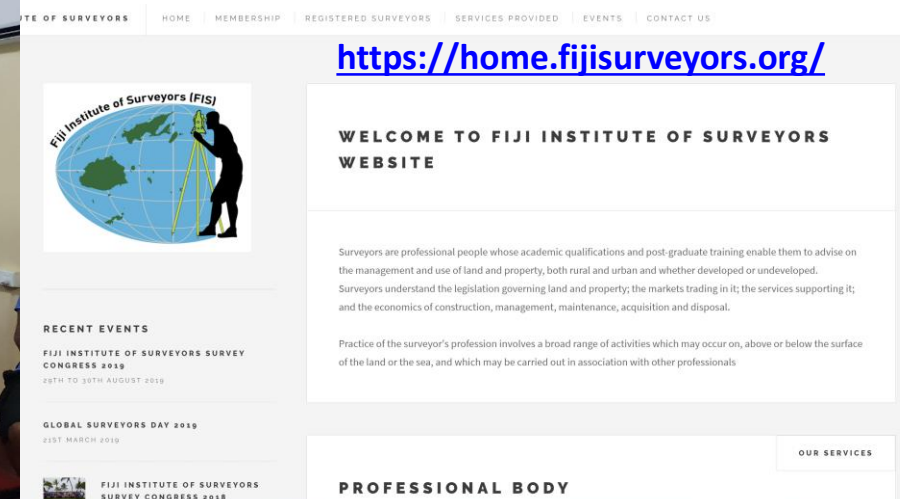 TE OF SURVEYORS
HOME MEMBERSHIP REGISTERED SURVEYORS SERVICES PROVIDED EVENTS CONTACT US
https://home.fijisurveyors.org/
Fiji Institute of Surveyors (FIS)
WELCOME TO FIJI INSTITUTE OF SURVEYORS
WEBSITE
Surveyors are professional people whose academic qualifications and post-graduate training enable them to advise on
the management and use of land and property, both rural and urban and whether developed or undeveloped.
Surveyors understand the legislation governing land and property; the markets trading in it; the services supporting it;
and the economics of construction, management, maintenance, acquisition and disposal.
Practice of the surveyor's profession involves a broad range of activities which may occur on, above or below the surface
of the land or the sea, and which may be carried out in association with other professionals
RECENT EVENTS
FIJI INSTITUTE OF SURVEYORS SURVEY
CONGRESS 2019
29TH TO 30TH AUGUST 2019
GLOBAL SURVEYORS DAY 2019
21ST MARCH 2019
FIJI INSTITUTE OF SURVEYORS
SURVEY CONGRESS 2018
OUR SERVICES
PROFESSIONAL BODY